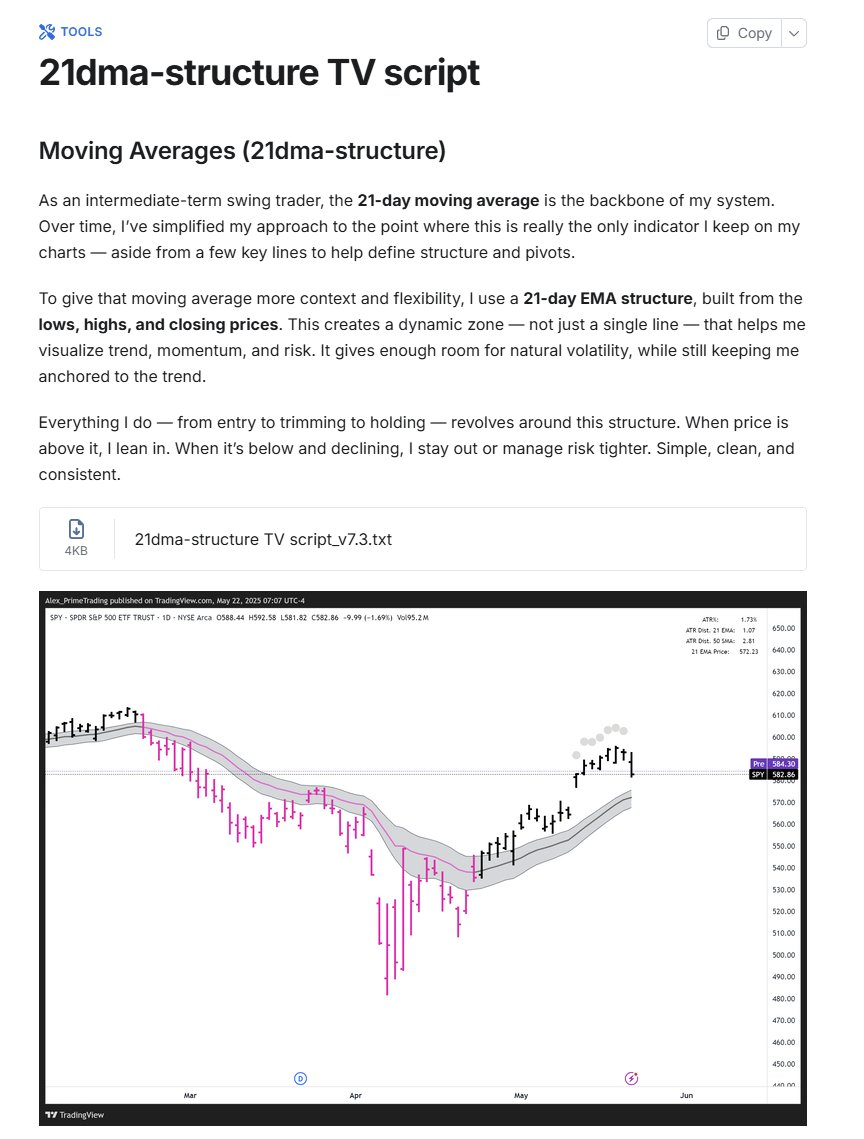 TOOLS
Copy
21dma-structure TV script
Moving Averages (21dma-structure)
As an intermediate-term swing trader, the 21-day moving average is the backbone of my system.
Over time, I’ve simplified my approach to the point where this is really the only indicator I keep on my
charts — aside from a few key lines to help define structure and pivots.
To give that moving average more context and flexibility, I use a 21-day EMA structure, built from the
lows, highs, and closing prices. This creates a dynamic zone — not just a single line — that helps me
visualize trend, momentum, and risk. It gives enough room for natural volatility, while still keeping me
anchored to the trend.
Everything I do — from entry to trimming to holding — revolves around this structure. When price is
above it, I lean in. When it’s below and declining, I stay out or manage risk tighter. Simple, clean, and
consistent.
4KB
21dma-structure TV script_v7.3.txt
Alex_PrimeTrading published on TradingView.com, May 22, 2025 07:07 UTC-4
SPY · SPDR S&P 500 ETF TRUST · 1D · NYSE Arca O588.44 H592.58 L581.82 C582.86 −9.99 (−1.69%) Vol95.2M
ATR%: 1.73%
ATR Dist. 21 EMA: 1.07
ATR Dist. 50 SMA: 2.81
21 EMA Price: 572.23
650.00
640.00
630.00
620.00
610.00
600.00
Pre 584.30
SPY 582.86
580.00
570.00
560.00
550.00
540.00
530.00
520.00
510.00
500.00
490.00
480.00
470.00
460.00
450.00
440.00
D
Mar
Apr
May
Jun
TradingView